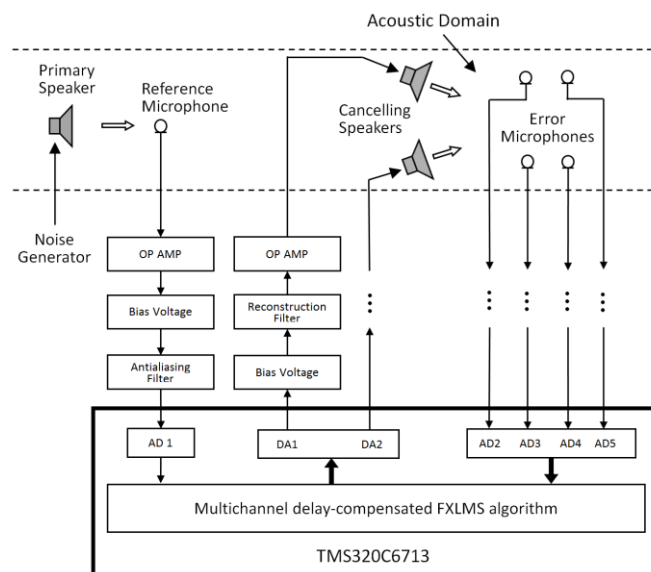 Acoustic Domain
Primary
Speaker
Reference
Microphone
Cancelling
Speakers
Error
Microphones
Noise
Generator
OP AMP
OP AMP
Bias Voltage
Reconstruction
Filter
Antialiasing
Filter
Bias Voltage
AD 1
DA1 DA2
AD2 AD3 AD4 AD5
Multichannel delay-compensated FXLMS algorithm
TMS320C6713